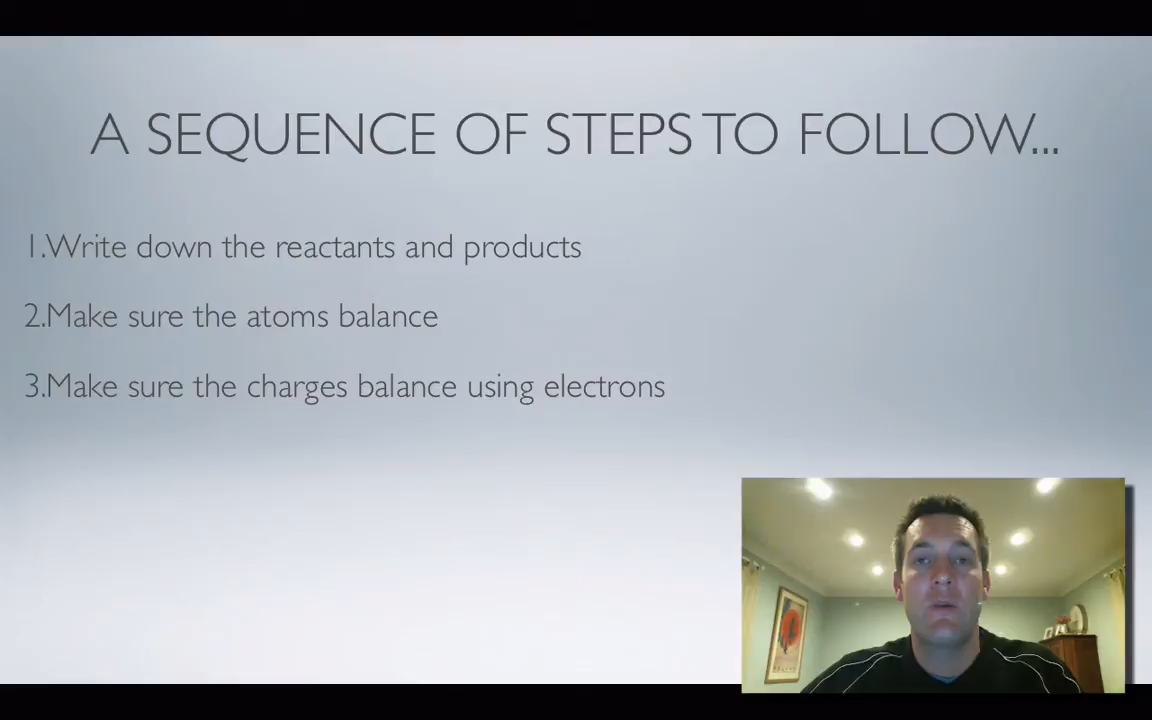 A SEQUENCE OF STEPS TO FOLLOW...
1.Write down the reactants and products
2.Make sure the atoms balance
3.Make sure the charges balance using electrons